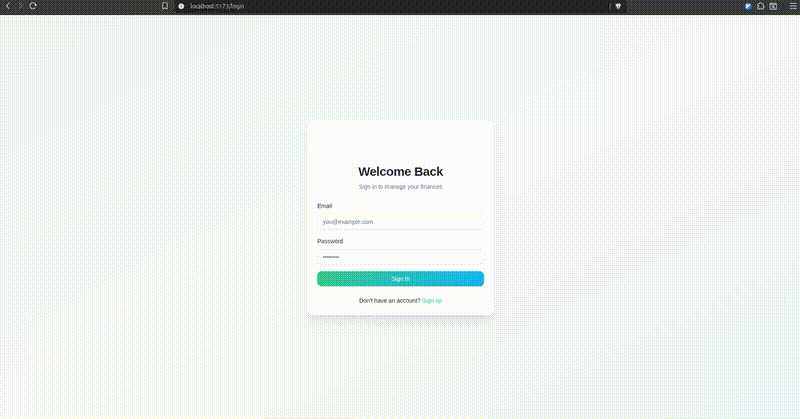 localhost:5173/login
Welcome Back
Sign in to manage your finances
Email
you@example.com
Password
••••••••
Sign In
Don't have an account? Sign up